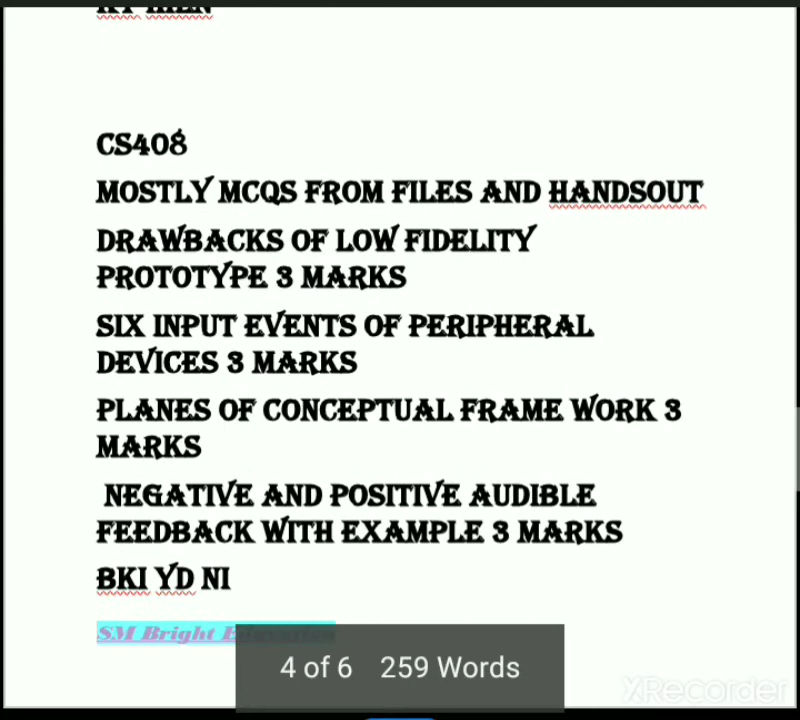 CS408
MOSTLY MCQS FROM FILES AND HANDSOUT
DRAWBACKS OF LOW FIDELITY
PROTOTYPE 3 MARKS
SIX INPUT EVENTS OF PERIPHERAL
DEVICES 3 MARKS
PLANES OF CONCEPTUAL FRAME WORK 3
MARKS
NEGATIVE AND POSITIVE AUDIBLE
FEEDBACK WITH EXAMPLE 3 MARKS
BKI YD NI
SM Bright
4 of 6 259 Words
XRecorder